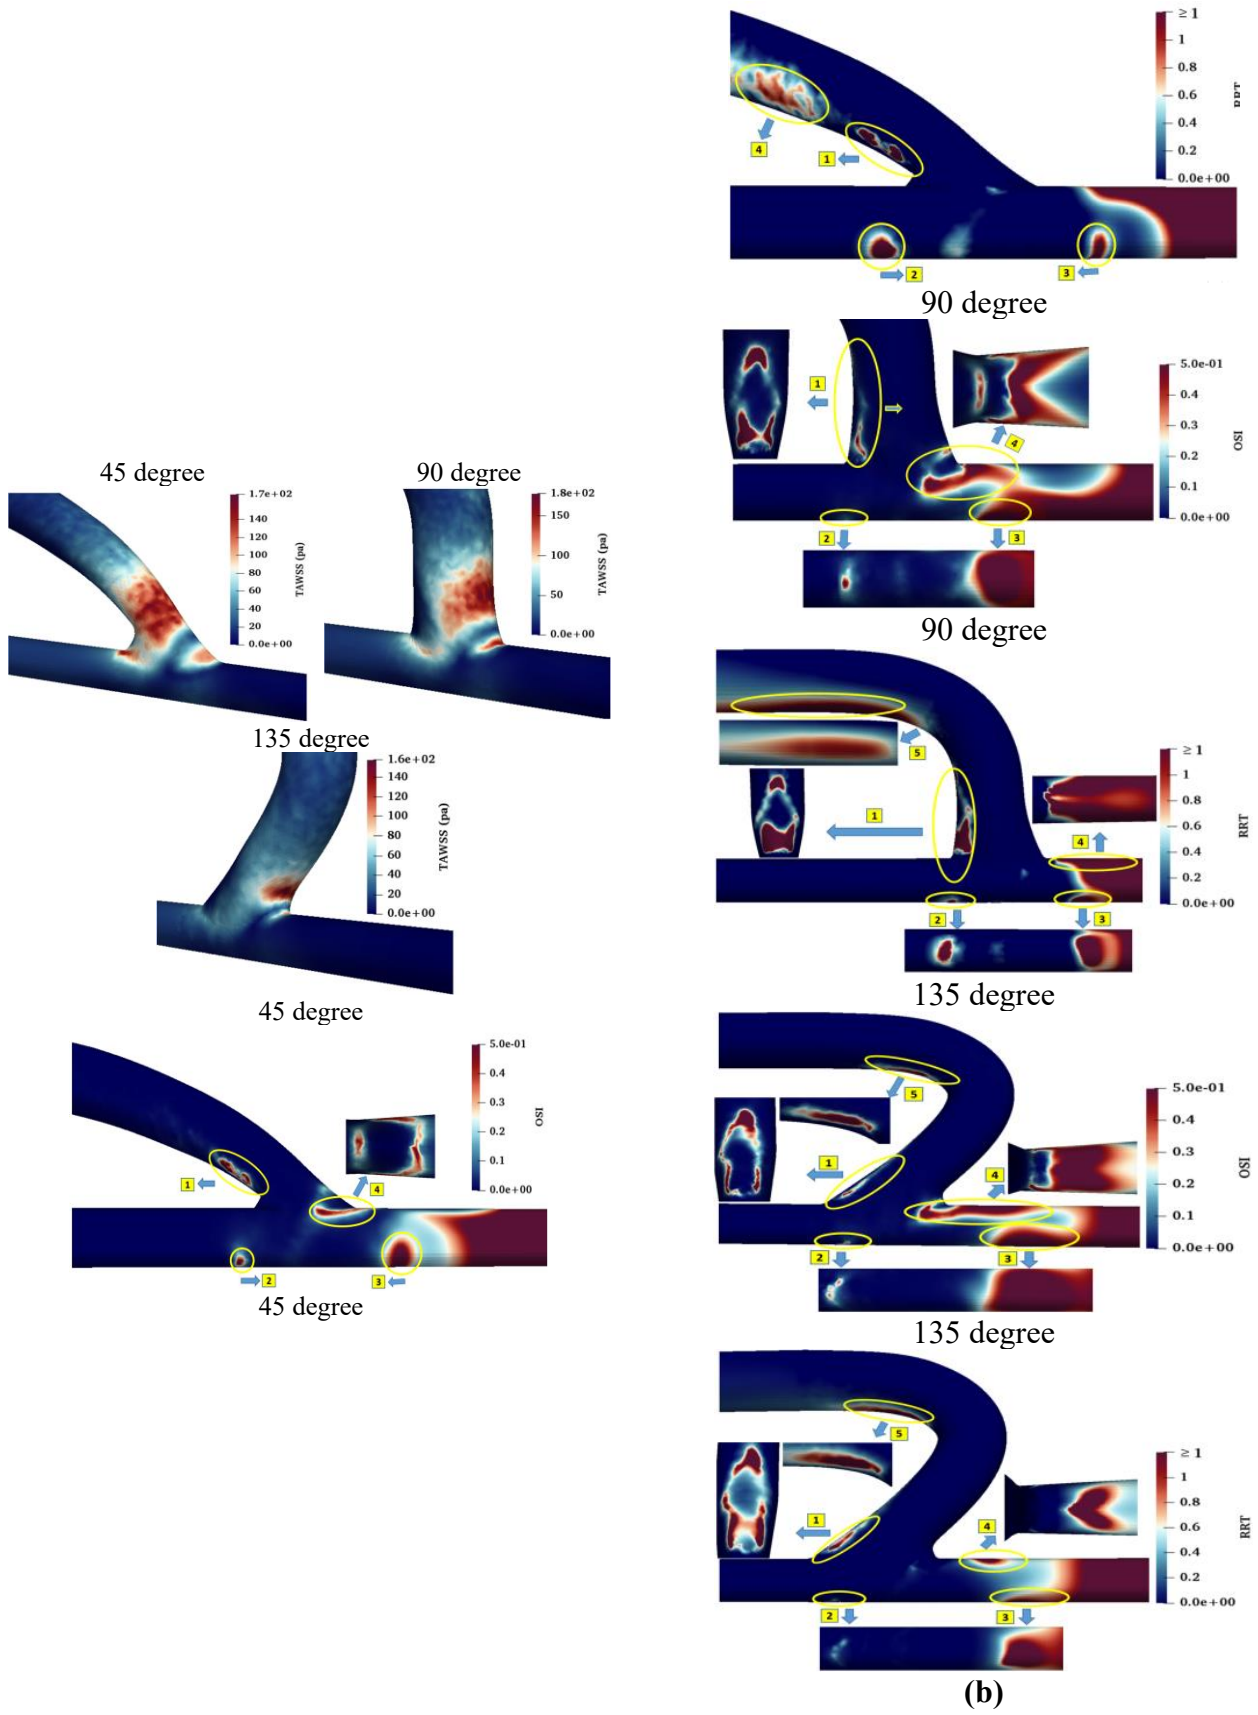 45 degree
90 degree
1.7e+02
140
120
100
80
60
40
20
0.0e+00
TAWSS (pa)
1.8e+02
150
100
50
0.0e+00
TAWSS (pa)
135 degree
1.6e+02
140
120
100
80
60
40
20
0.0e+00
TAWSS (pa)
45 degree
5.0e-01
0.4
0.3
0.2
0.1
0.0e+00
OSI
1
4
2
3
45 degree
≥ 1
1
0.8
0.6
0.4
0.2
0.0e+00
RRT
4
1
2
3
90 degree
5.0e-01
0.4
0.3
0.2
0.1
0.0e+00
OSI
1
4
2
3
90 degree
≥ 1
1
0.8
0.6
0.4
0.2
0.0e+00
RRT
5
1
4
2
3
135 degree
5.0e-01
0.4
0.3
0.2
0.1
0.0e+00
OSI
5
1
4
2
3
135 degree
≥ 1
1
0.8
0.6
0.4
0.2
0.0e+00
RRT
5
1
4
2
3
(b)